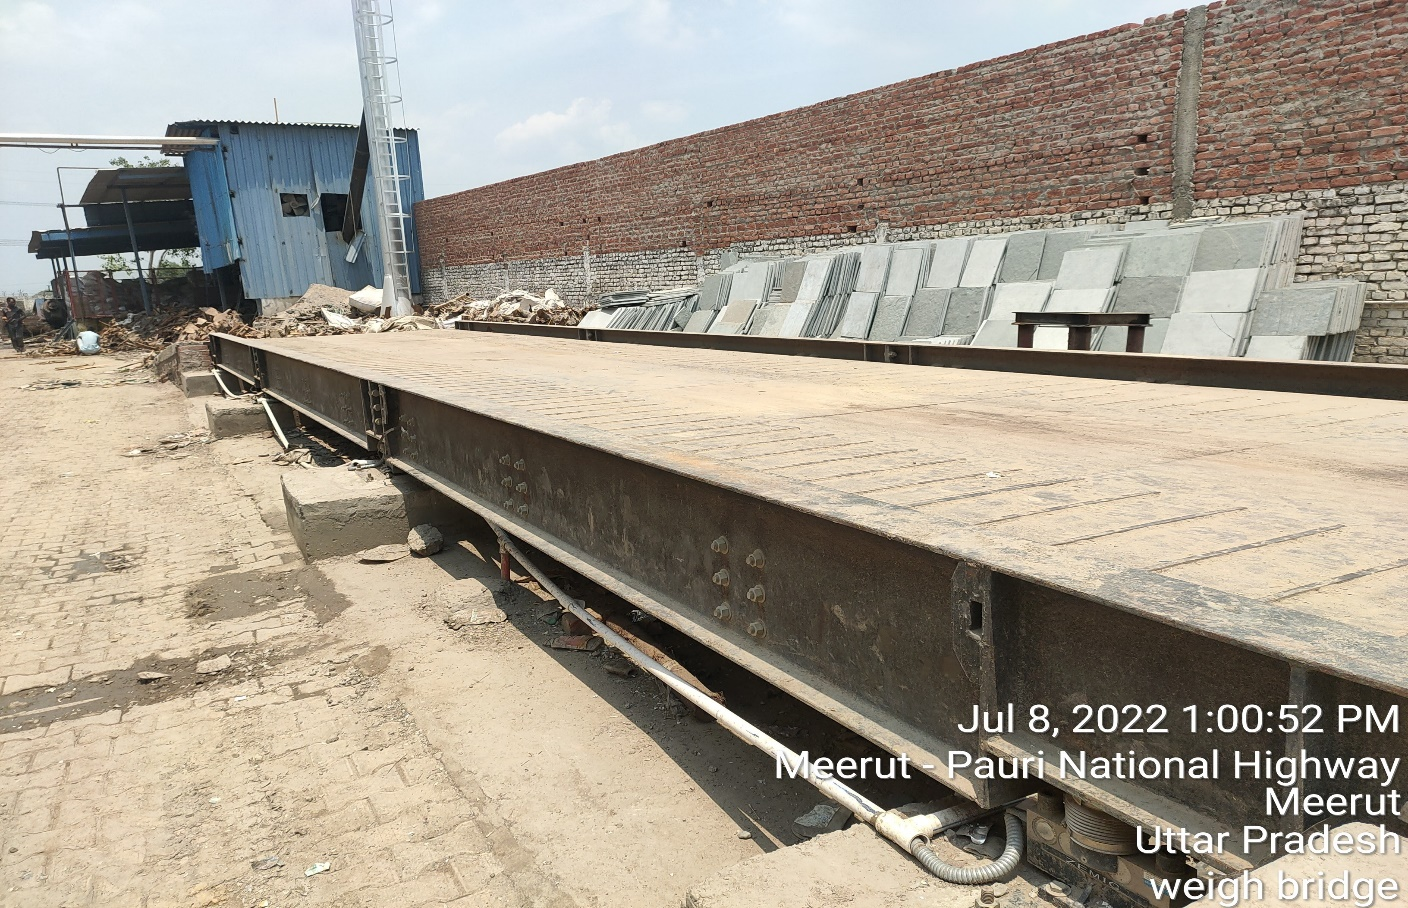 Jul 8, 2022 1:00:52 PM
Meerut - Pauri National Highway
Meerut
Uttar Pradesh
weigh bridge